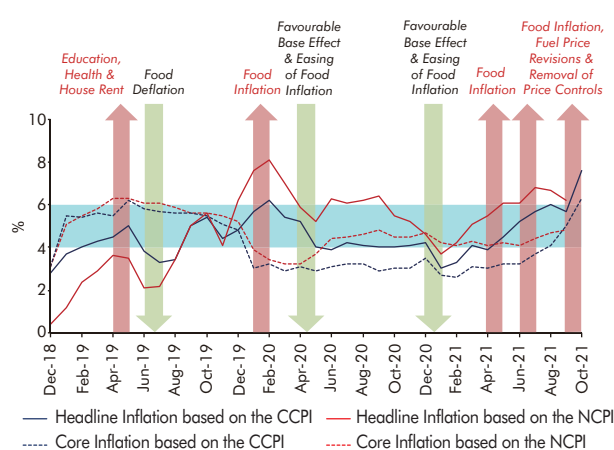 Education,
Health &
House Rent
Food
Deflation
Food
Inflation
Favourable
Base Effect
& Easing
of Food
Inflation
Favourable
Base Effect
& Easing
of Food
Inflation
Food
Inflation
Food Inflation,
Fuel Price
Revisions &
Removal of
Price Controls
%
10
8
6
4
2
0
Dec-18
Feb-19
Apr-19
Jun-19
Aug-19
Oct-19
Dec-19
Feb-20
Apr-20
Jun-20
Aug-20
Oct-20
Dec-20
Feb-21
Apr-21
Jun-21
Aug-21
Oct-21
Headline Inflation based on the CCPI
Headline Inflation based on the NCPI
Core Inflation based on the CCPI
Core Inflation based on the NCPI